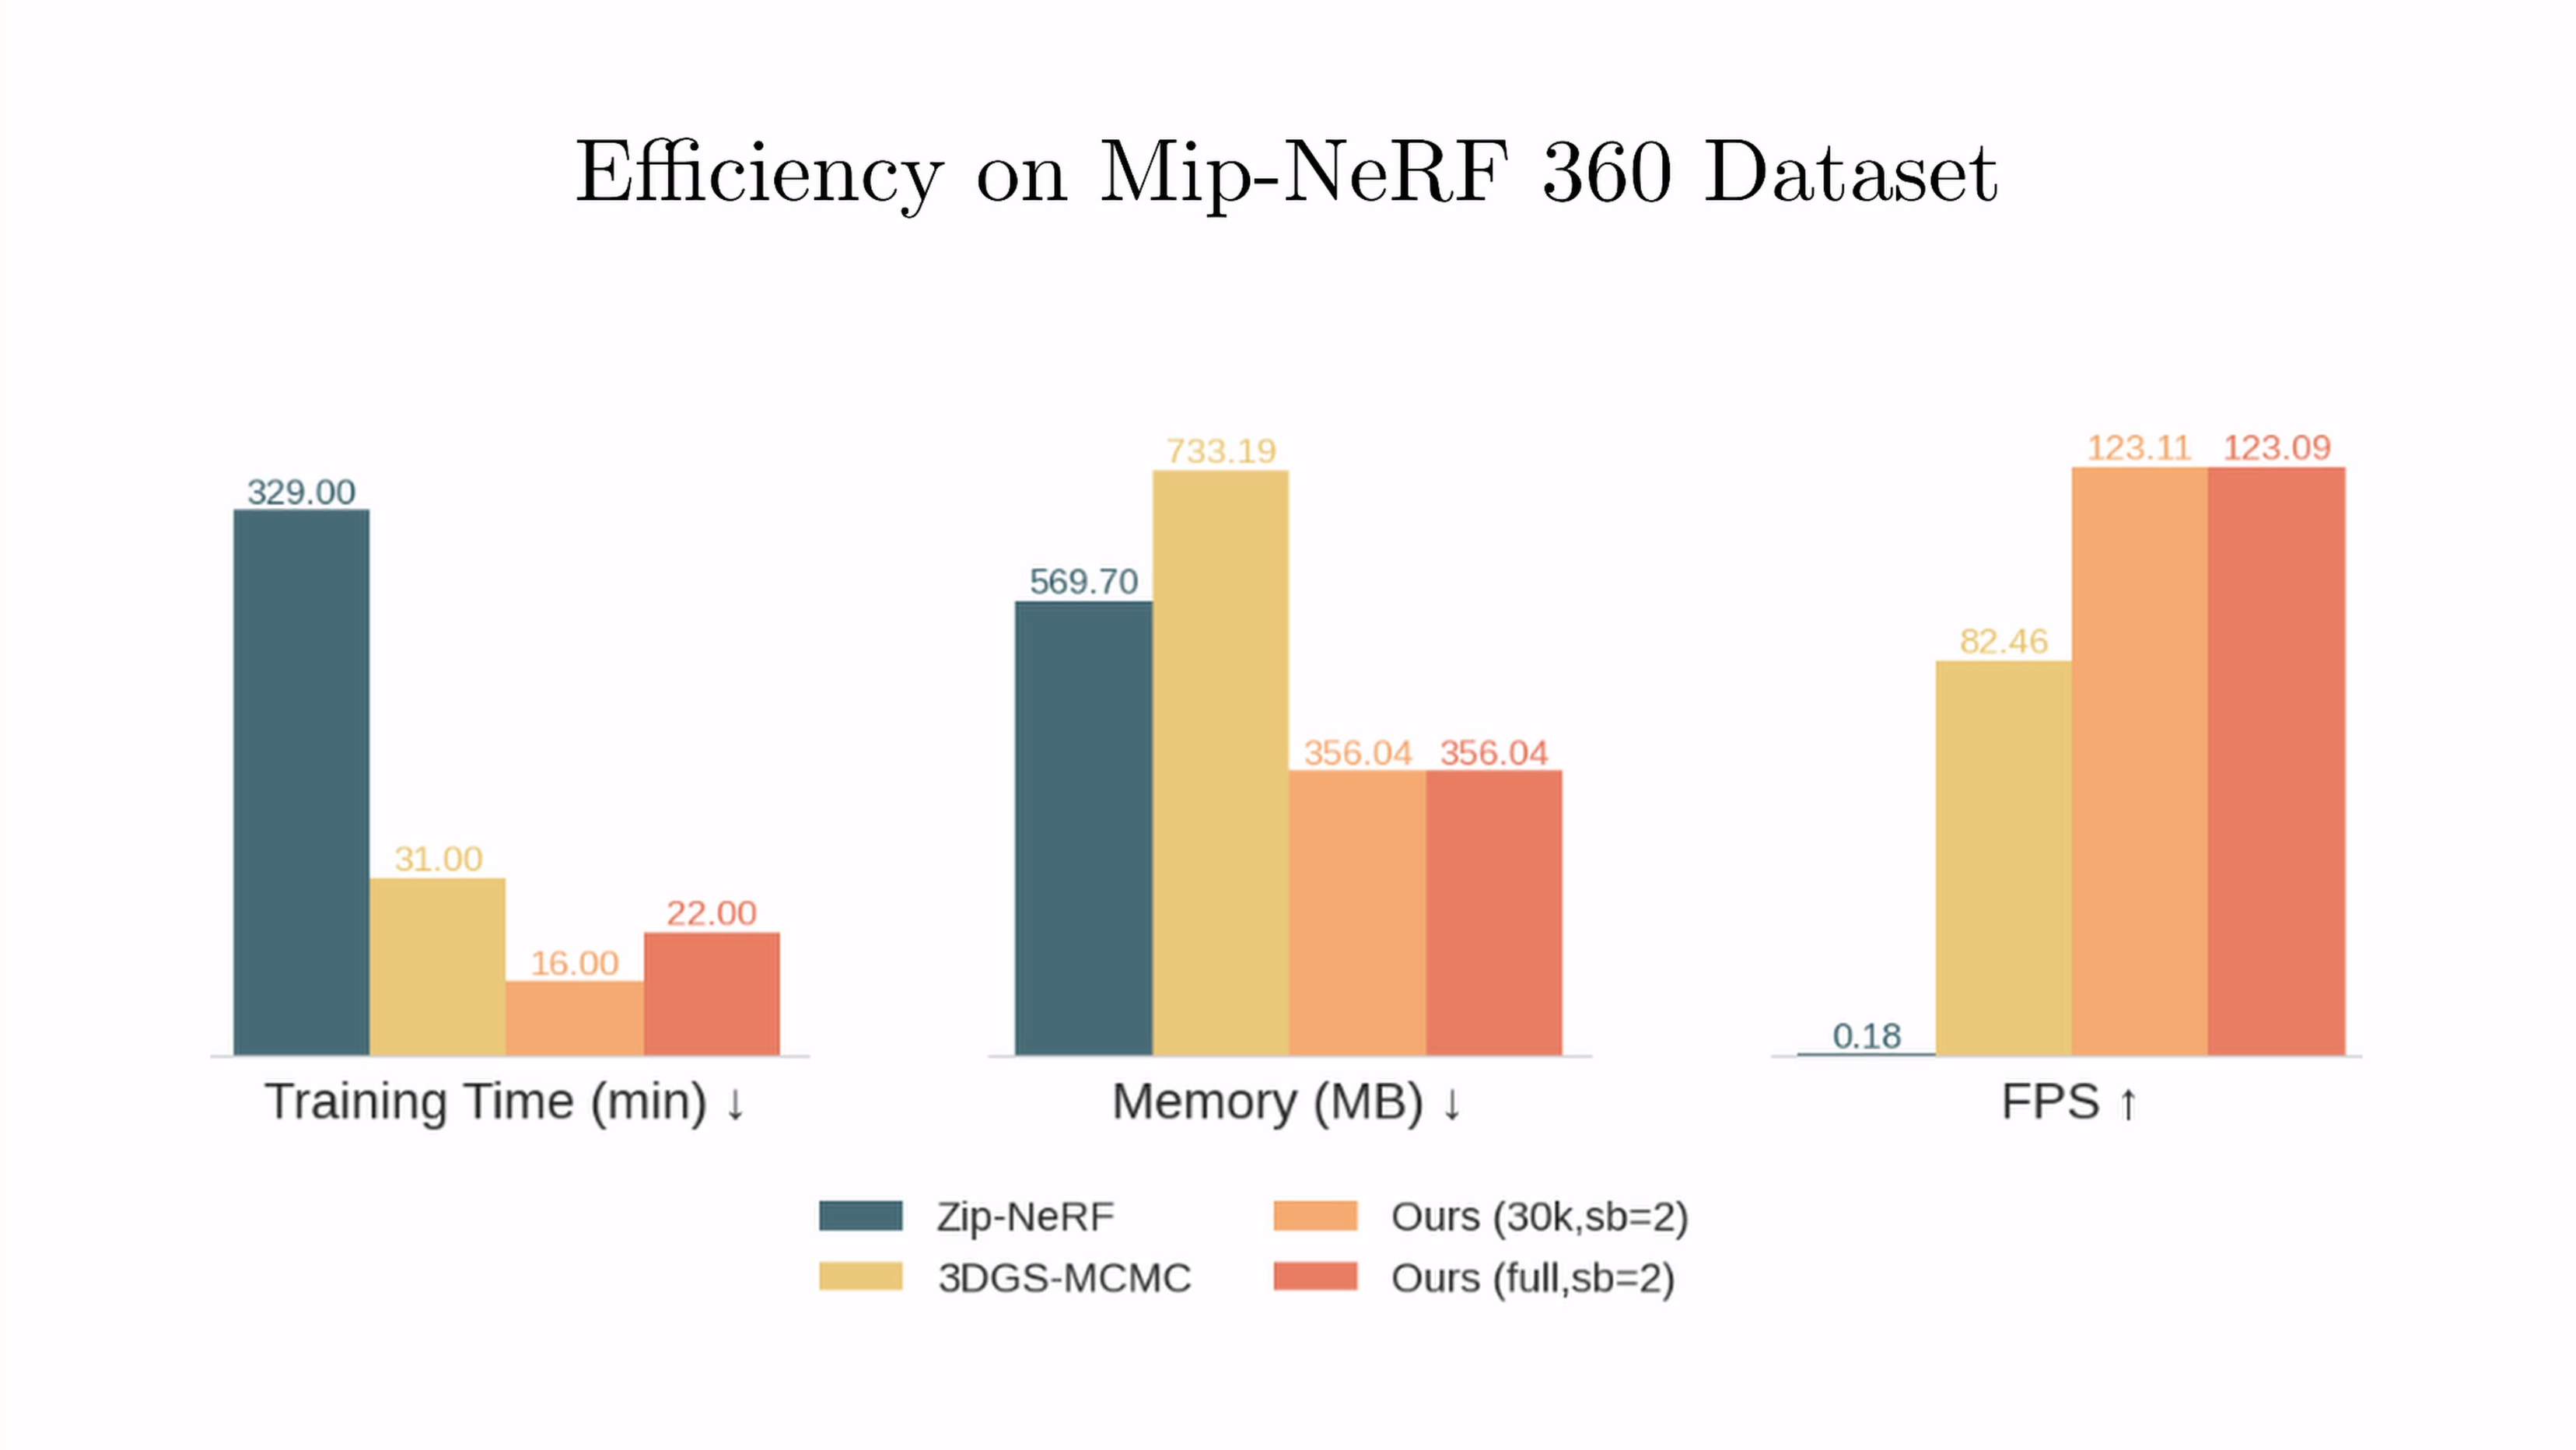 Efficiency on Mip-NeRF 360 Dataset
329.00
31.00
16.00
22.00
Training Time (min) ↓
569.70
733.19
356.04
356.04
Memory (MB) ↓
0.18
82.46
123.11
123.09
FPS ↑
Zip-NeRF
3DGS-MCMC
Ours (30k,sb=2)
Ours (full,sb=2)